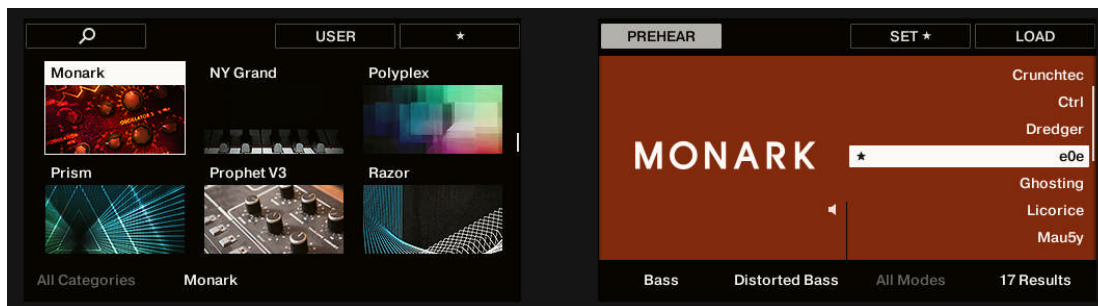 USER ★
Monark NY Grand Polyplex
OSCILLATORS
Prism Prophet V3 Razor
All Categories Monark
PREHEAR SET ★ LOAD
MONARK
Crunchtec
Ctrl
Dredger
★ e0e
Ghosting
Licorice
Mau5y
Bass Distorted Bass All Modes 17 Results